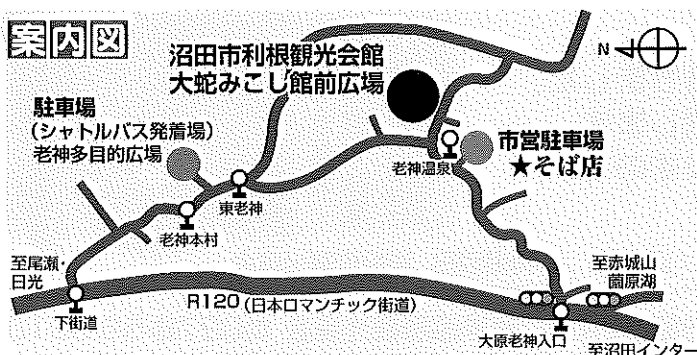 案内図
沼田市利根観光会館
大蛇みこし館前広場
N
駐車場
(シャトルバス発着場)
老神多目的広場
市営駐車場
★そば店
老神温泉
東老神
老神本村
至尾瀬・
日光
至赤城山
薗原湖
R120(日本ロマンチック街道)
下街道
大原老神入口
至沼田インター